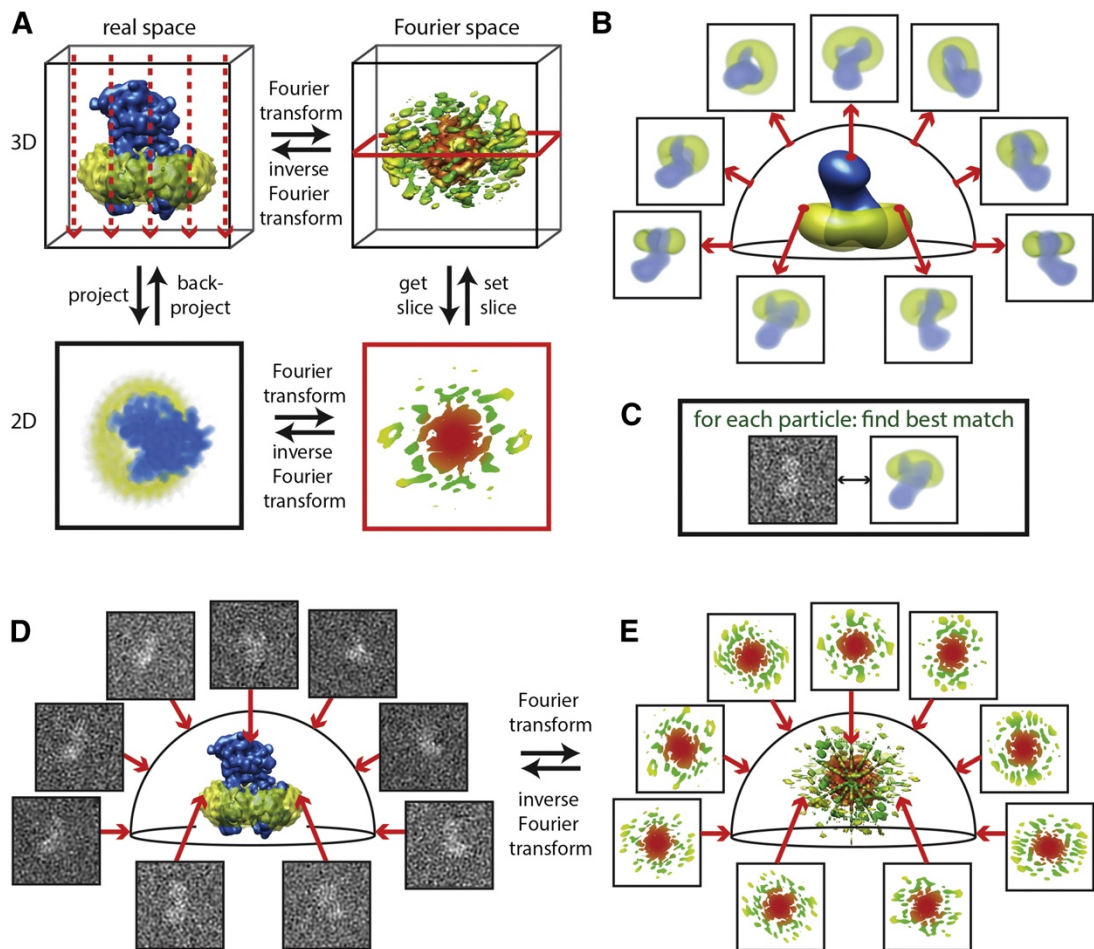 A
real space
Fourier space
3D
Fourier
transform
inverse
Fourier
transform
project
back-
project
get
slice
set
slice
2D
Fourier
transform
inverse
Fourier
transform
B
C
for each particle: find best match
D
Fourier
transform
inverse
Fourier
transform
E